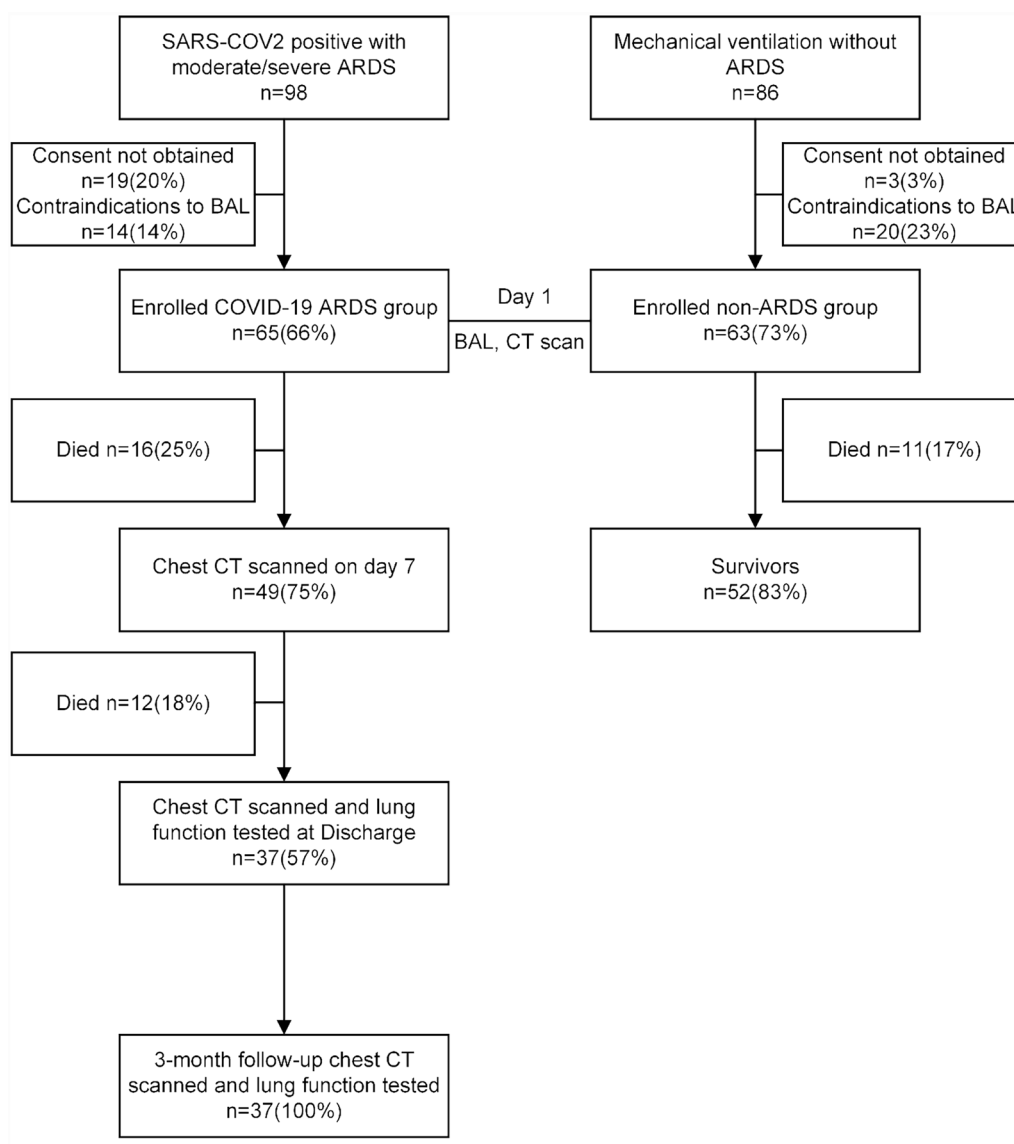 SARS-COV2 positive with
moderate/severe ARDS
n=98
Mechanical ventilation without
ARDS
n=86
Consent not obtained
n=19(20%)
Contraindications to BAL
n=14(14%)
Consent not obtained
n=3(3%)
Contraindications to BAL
n=20(23%)
Enrolled COVID-19 ARDS group
n=65(66%)
Day 1
BAL, CT scan
Enrolled non-ARDS group
n=63(73%)
Died n=16(25%)
Died n=11(17%)
Chest CT scanned on day 7
n=49(75%)
Survivors
n=52(83%)
Died n=12(18%)
Chest CT scanned and lung
function tested at Discharge
n=37(57%)
3-month follow-up chest CT
scanned and lung function tested
n=37(100%)